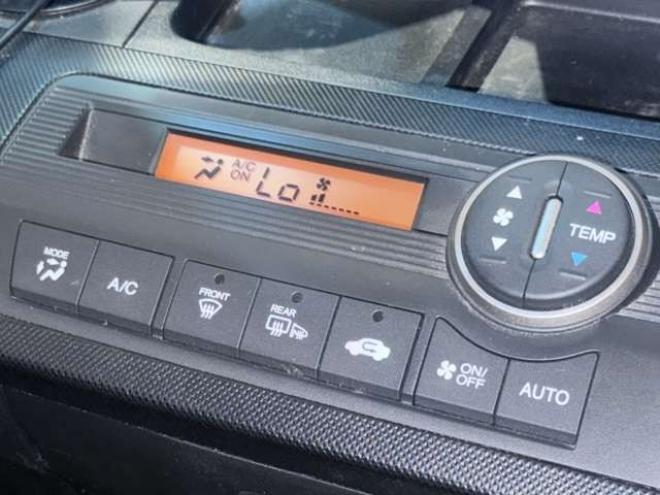 A/C
ON
Lo
MODE
A/C
FRONT
REAR
ON/
OFF
AUTO
TEMP